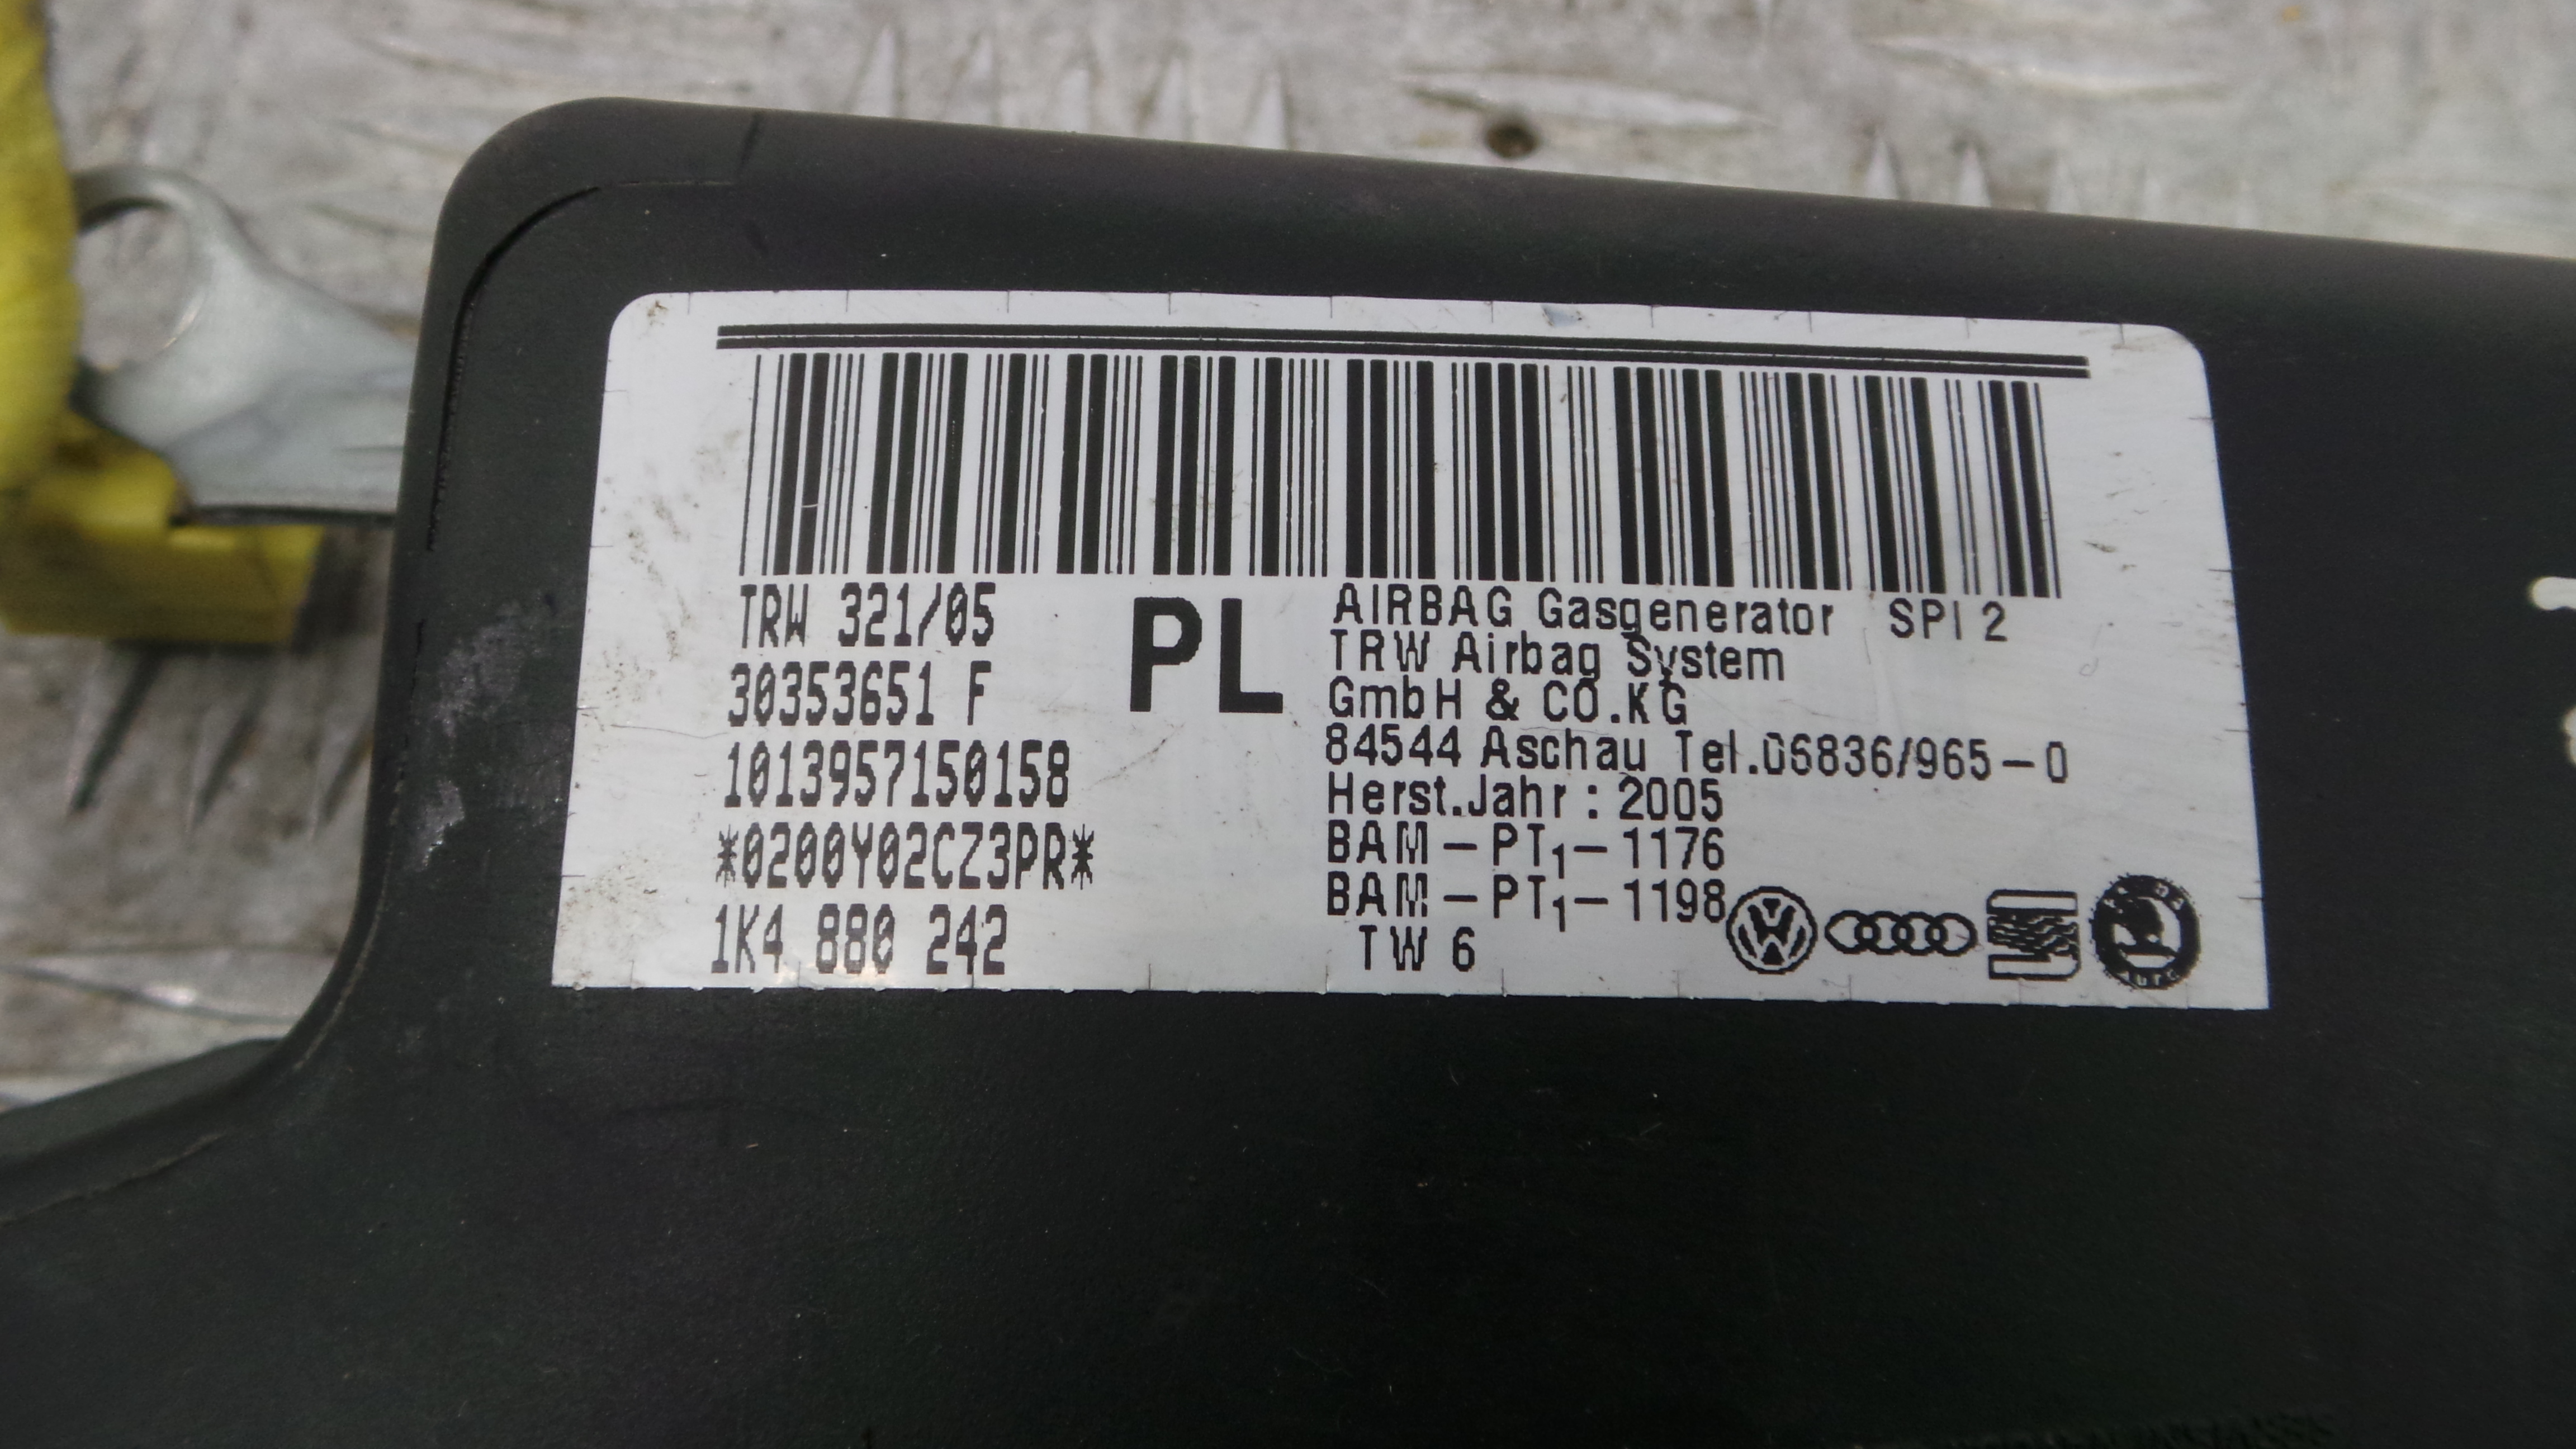 TRW 321/05
30353651 F
1013957150158
*0200Y02CZ3PR*
1K4 880 242
PL
AIRBAG Gasgenerator SPI 2
TRW Airbag System
GmbH & CO.KG
84544 Aschau Tel.06836/965-0
Herst.Jahr: 2005
BAM-PT₁-1176
BAM-PT₁-1198
TW 6